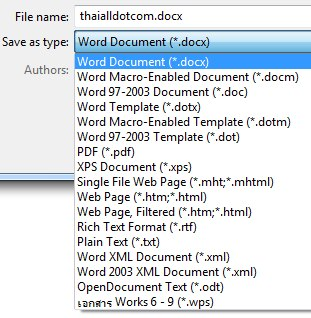 File name: thaialldotcom.docx
Save as type: Word Document (*.docx)
Authors:
Word Document (*.docx)
Word Macro-Enabled Document (*.docm)
Word 97-2003 Document (*.doc)
Word Template (*.dotx)
Word Macro-Enabled Template (*.dotm)
Word 97-2003 Template (*.dot)
PDF (*.pdf)
XPS Document (*.xps)
Single File Web Page (*.mht;*.mhtml)
Web Page (*.htm;*.html)
Web Page, Filtered (*.htm;*.html)
Rich Text Format (*.rtf)
Plain Text (*.txt)
Word XML Document (*.xml)
Word 2003 XML Document (*.xml)
OpenDocument Text (*.odt)
เอกสาร Works 6 - 9 (*.wps)